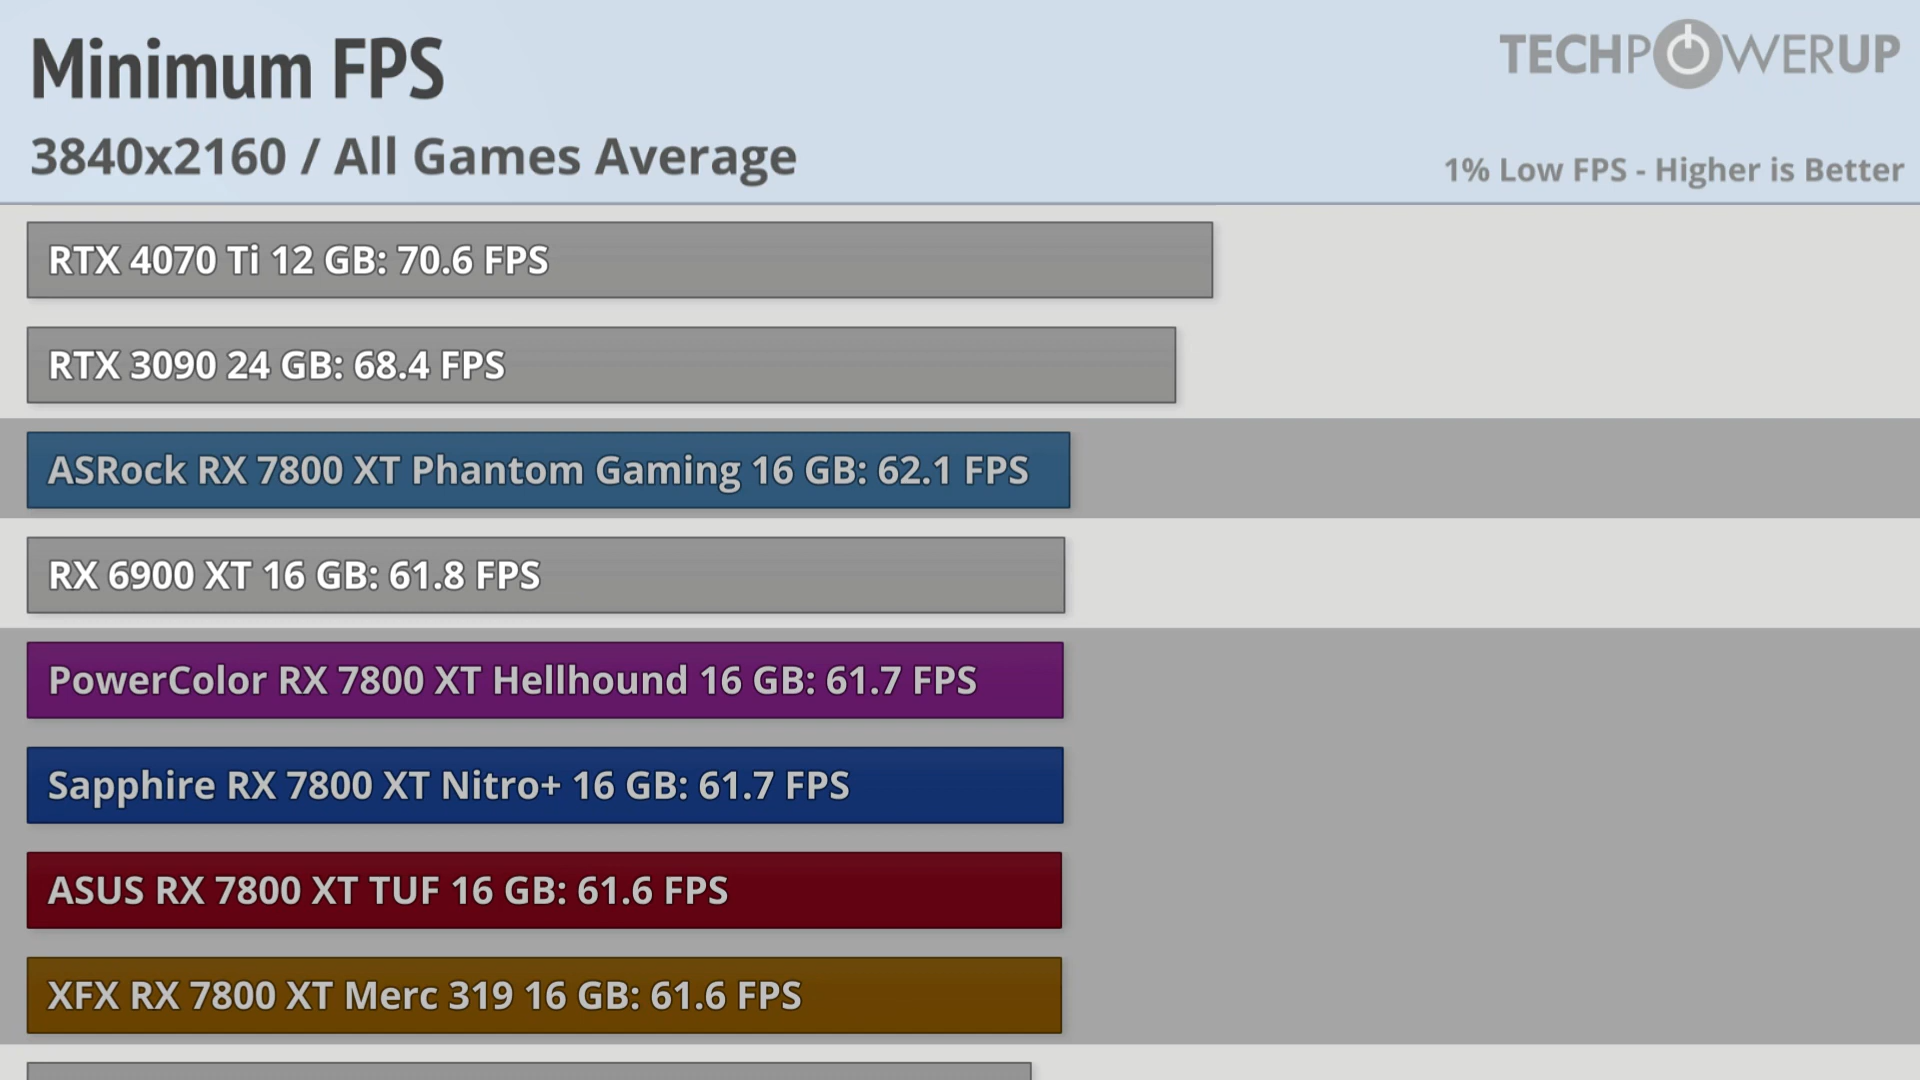 Minimum FPS
TECHPOWERUP
3840x2160 / All Games Average
1% Low FPS - Higher is Better
RTX 4070 Ti 12 GB: 70.6 FPS
RTX 3090 24 GB: 68.4 FPS
ASRock RX 7800 XT Phantom Gaming 16 GB: 62.1 FPS
RX 6900 XT 16 GB: 61.8 FPS
PowerColor RX 7800 XT Hellhound 16 GB: 61.7 FPS
Sapphire RX 7800 XT Nitro+ 16 GB: 61.7 FPS
ASUS RX 7800 XT TUF 16 GB: 61.6 FPS
XFX RX 7800 XT Merc 319 16 GB: 61.6 FPS